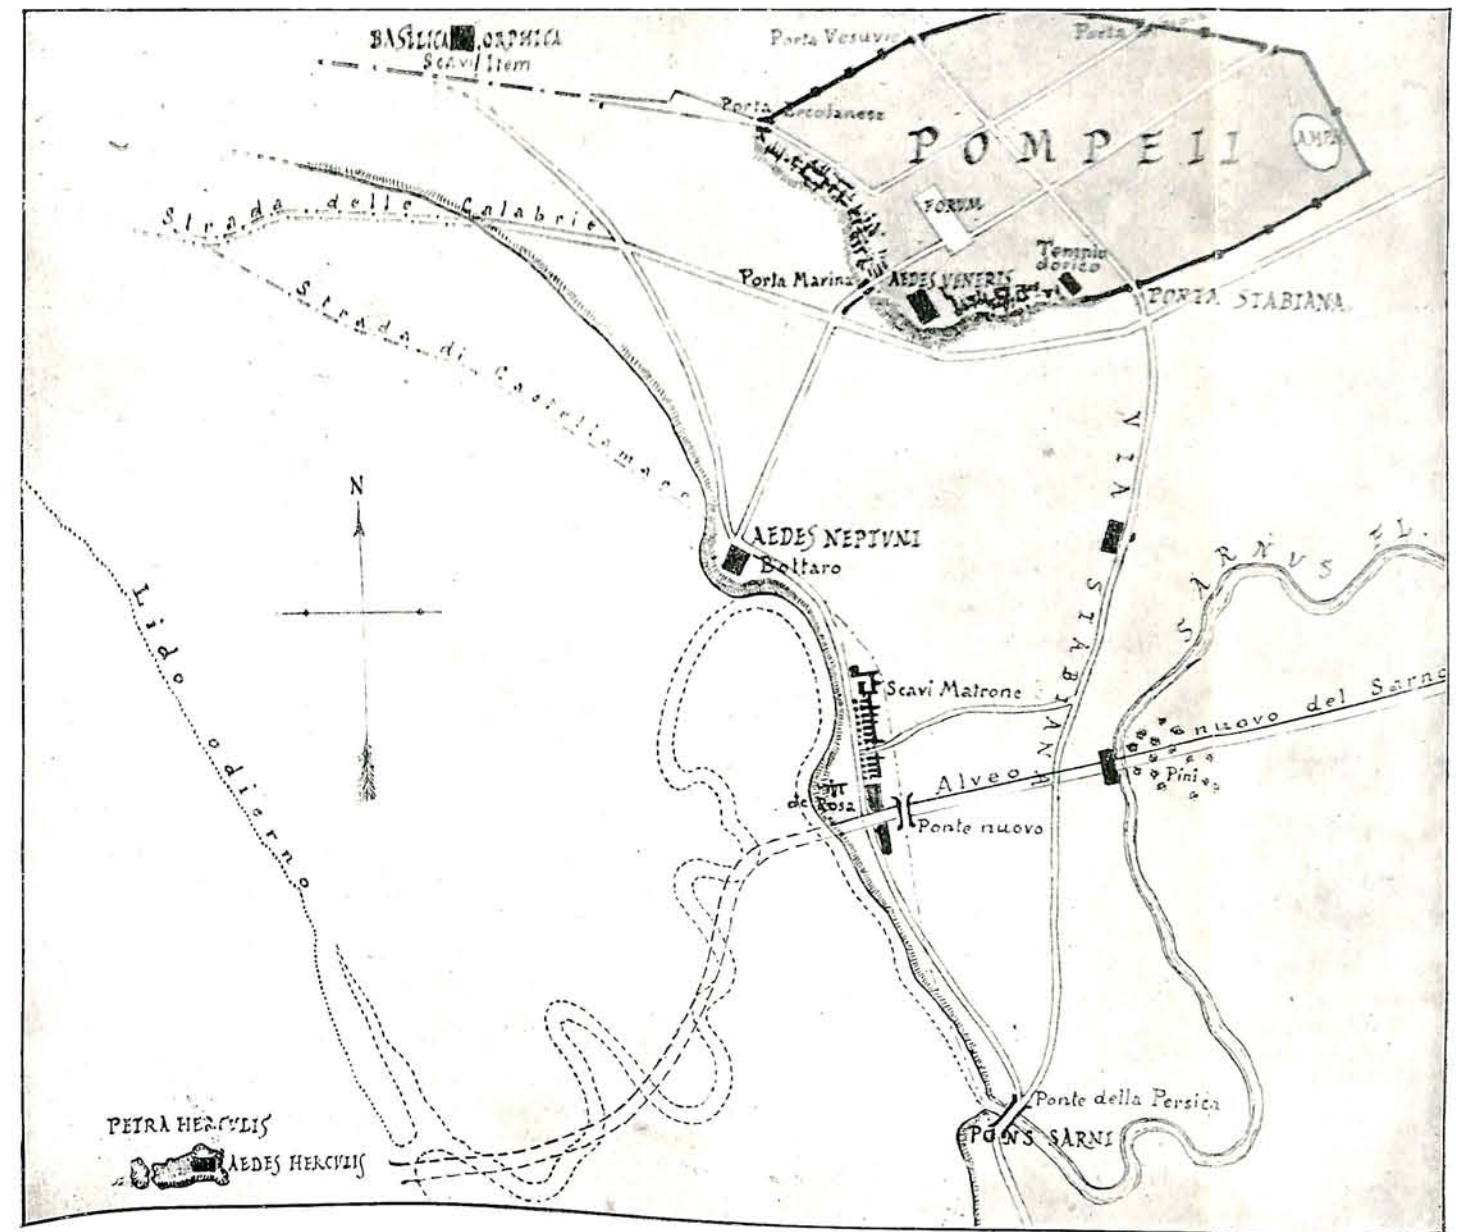 BASILICA ORPHICA
Scavi Item
Porta Vesuvio
Porta
Porta Ercolanese
POMPEII
AMPH.
FORUM
Strada delle Calabrie
Templo dorico
Porta Marina
AEDES VENERIS
PORTA STABIANA
Strada di Castellamare
VIA STABIANA
N
AEDES NEPTVNI
Bottaro
SARNVS FL.
Lido odierno
Scavi Matrone
Alveo nuovo del Sarno
Pini
de Rosa
Ponte nuovo
Ponte della Persica
PONS SARNI
PETRA HERCVLIS
AEDES HERCVLIS